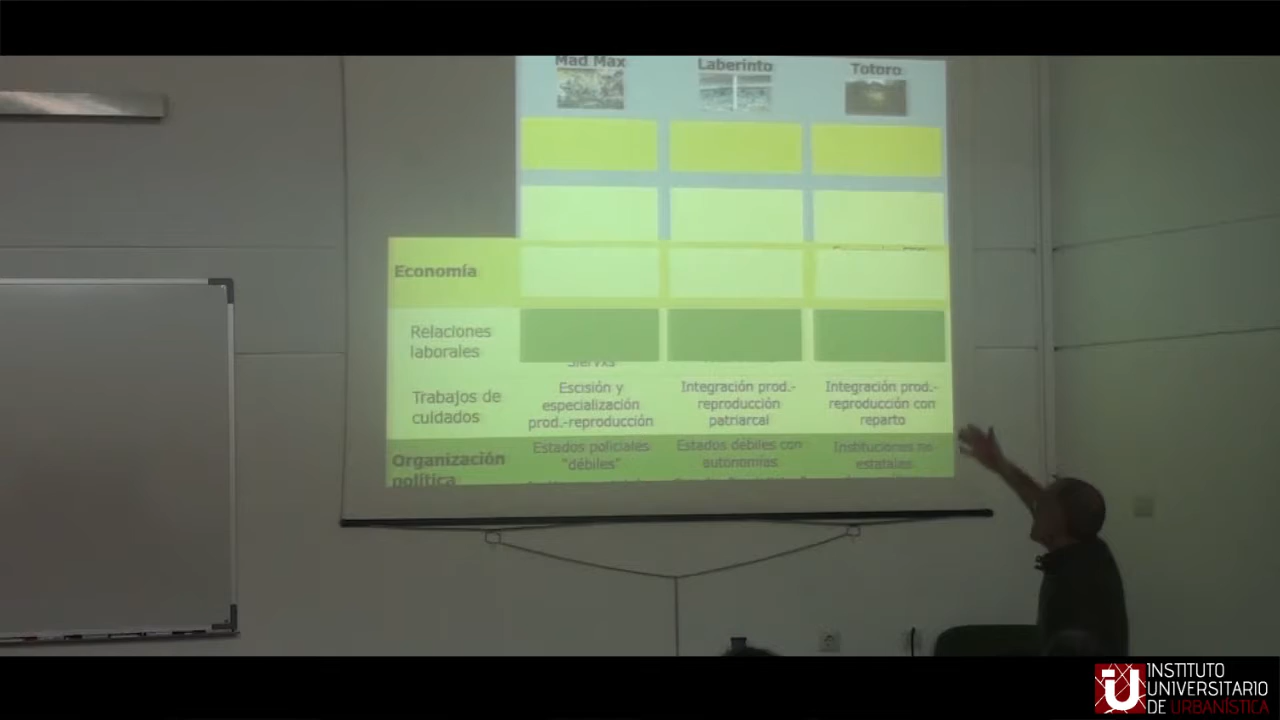 Mad Max
Laberinto
Totoro
Economía
Relaciones
laborales
Siervxs
Trabajos de
cuidados
Escisión y
especialización
prod.-reproducción
Integración prod.-
reproducción
patriarcal
Integración prod.-
reproducción con
reparto
Organización
política
Estados policiales
"débiles"
Estados débiles con
autonomías
Instituciones no
estatales
INSTITUTO
UNIVERSITARIO
DE URBANÍSTICA